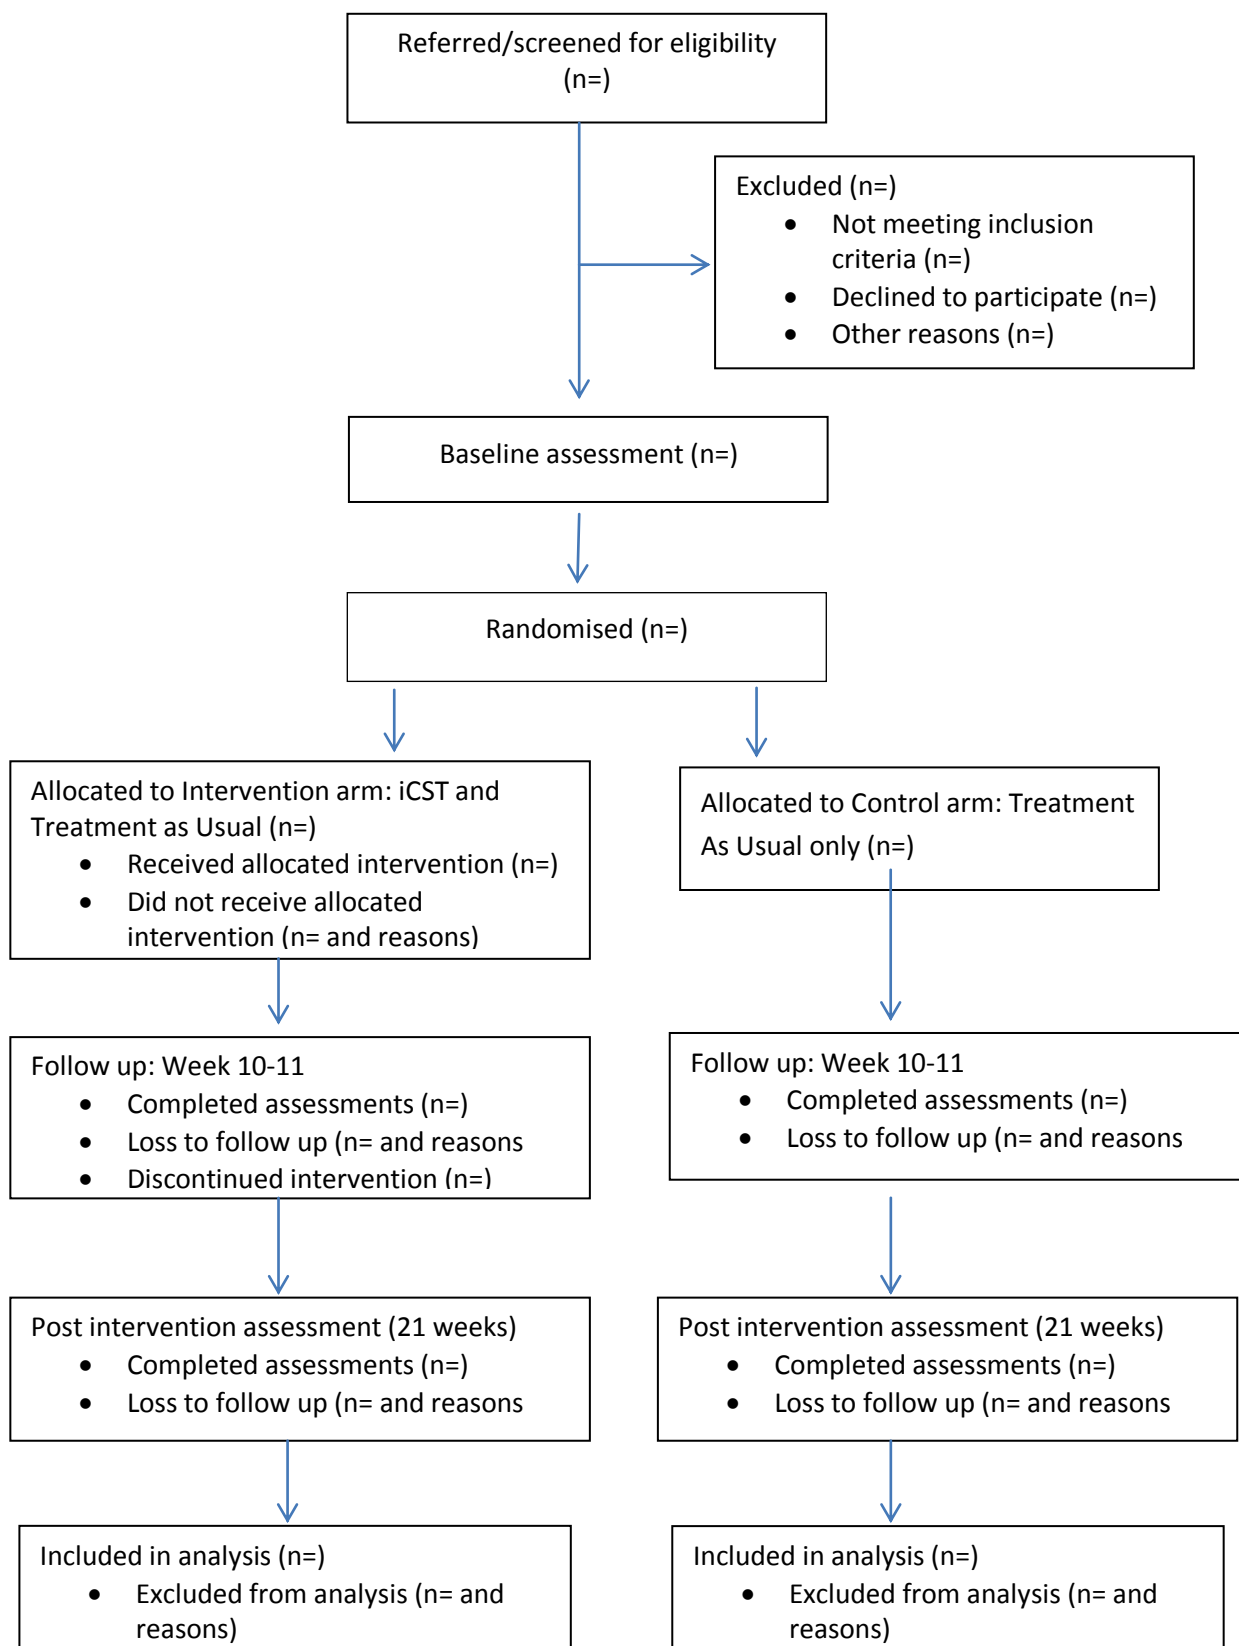 Referred/screened for eligibility
(n=)
Excluded (n=)
• Not meeting inclusion
criteria (n=)
• Declined to participate (n=)
• Other reasons (n=)
Baseline assessment (n=)
Randomised (n=)
Allocated to Intervention arm: iCST and
Treatment as Usual (n=)
• Received allocated intervention (n=)
• Did not receive allocated
intervention (n= and reasons)
Allocated to Control arm: Treatment
As Usual only (n=)
Follow up: Week 10-11
• Completed assessments (n=)
• Loss to follow up (n= and reasons
• Discontinued intervention (n=)
Follow up: Week 10-11
• Completed assessments (n=)
• Loss to follow up (n= and reasons
Post intervention assessment (21 weeks)
• Completed assessments (n=)
• Loss to follow up (n= and reasons
Post intervention assessment (21 weeks)
• Completed assessments (n=)
• Loss to follow up (n= and reasons
Included in analysis (n=)
• Excluded from analysis (n= and
reasons)
Included in analysis (n=)
• Excluded from analysis (n= and
reasons)